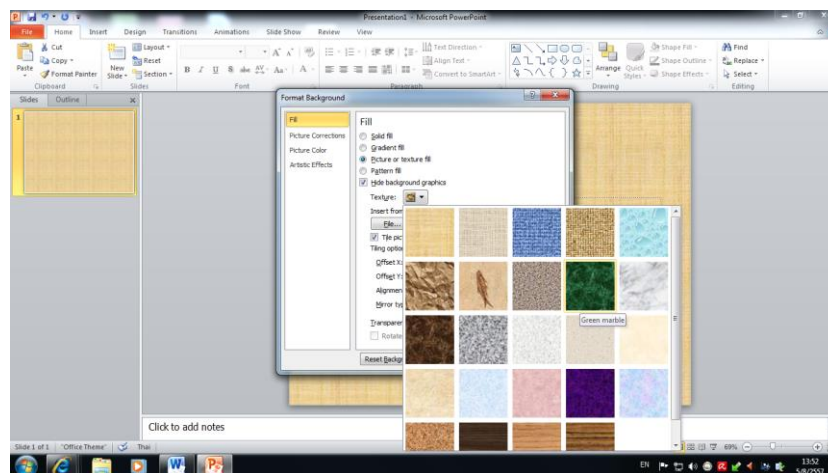 Presentation1 - Microsoft PowerPoint
File Home Insert Design Transitions Animations Slide Show Review View
Paste
Cut
Copy
Format Painter
Clipboard
New Slide
Layout
Reset
Section
Slides
B I U S abc AV Aa A
Font
Text Direction
Align Text
Convert to SmartArt
Paragraph
Arrange
Quick Styles
Shape Fill
Shape Outline
Shape Effects
Drawing
Find
Replace
Select
Editing
Slides Outline
1
Format Background
Fill
Picture Corrections
Picture Color
Artistic Effects
Fill
Solid fill
Gradient fill
Picture or texture fill
Pattern fill
Hide background graphics
Texture:
Insert from
File...
Tile pic
Tiling optio
Offset X:
Offset Y:
Alignmen
Mirror typ
Transparen
Rotate
Reset Backgr
Green marble
Click to add notes
Slide 1 of 1 "Office Theme" Thai 69%
EN 13:52
5/8/2557